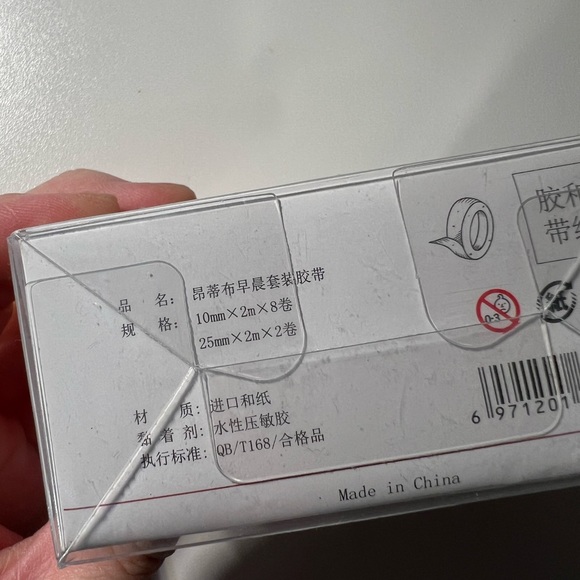 胶和
带纟
品 名：昂蒂布早晨套装胶带
规 格：10mm×2m×8卷
25mm×2m×2卷
0-3
材 质：进口和纸
黏 着 剂：水性压敏胶
执行标准：QB/T168/合格品
6 971201
Made in China